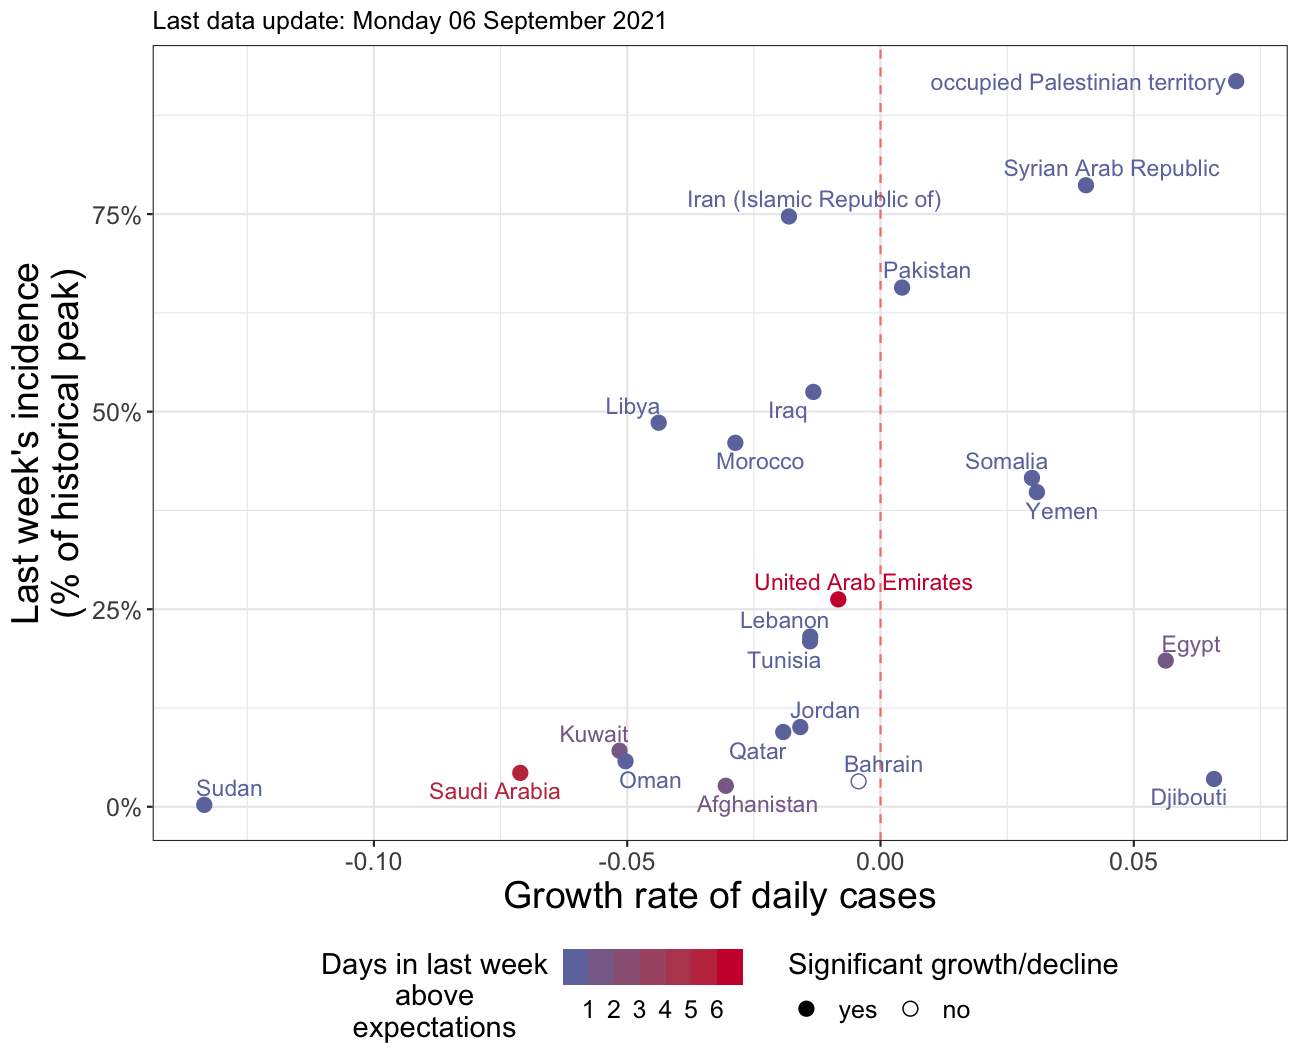 Last data update: Monday 06 September 2021
occupied Palestinian territory
Syrian Arab Republic
Iran (Islamic Republic of)
75%
Pakistan
Last week's incidence
(% of historical peak)
50%
Libya
Iraq
Morocco
Somalia
Yemen
United Arab Emirates
25%
Lebanon
Tunisia
Egypt
Jordan
Kuwait
Qatar
Bahrain
Oman
Sudan
Saudi Arabia
Afghanistan
Djibouti
0%
-0.10 -0.05 0.00 0.05
Growth rate of daily cases
Days in last week
above
expectations
1 2 3 4 5 6
Significant growth/decline
yes no